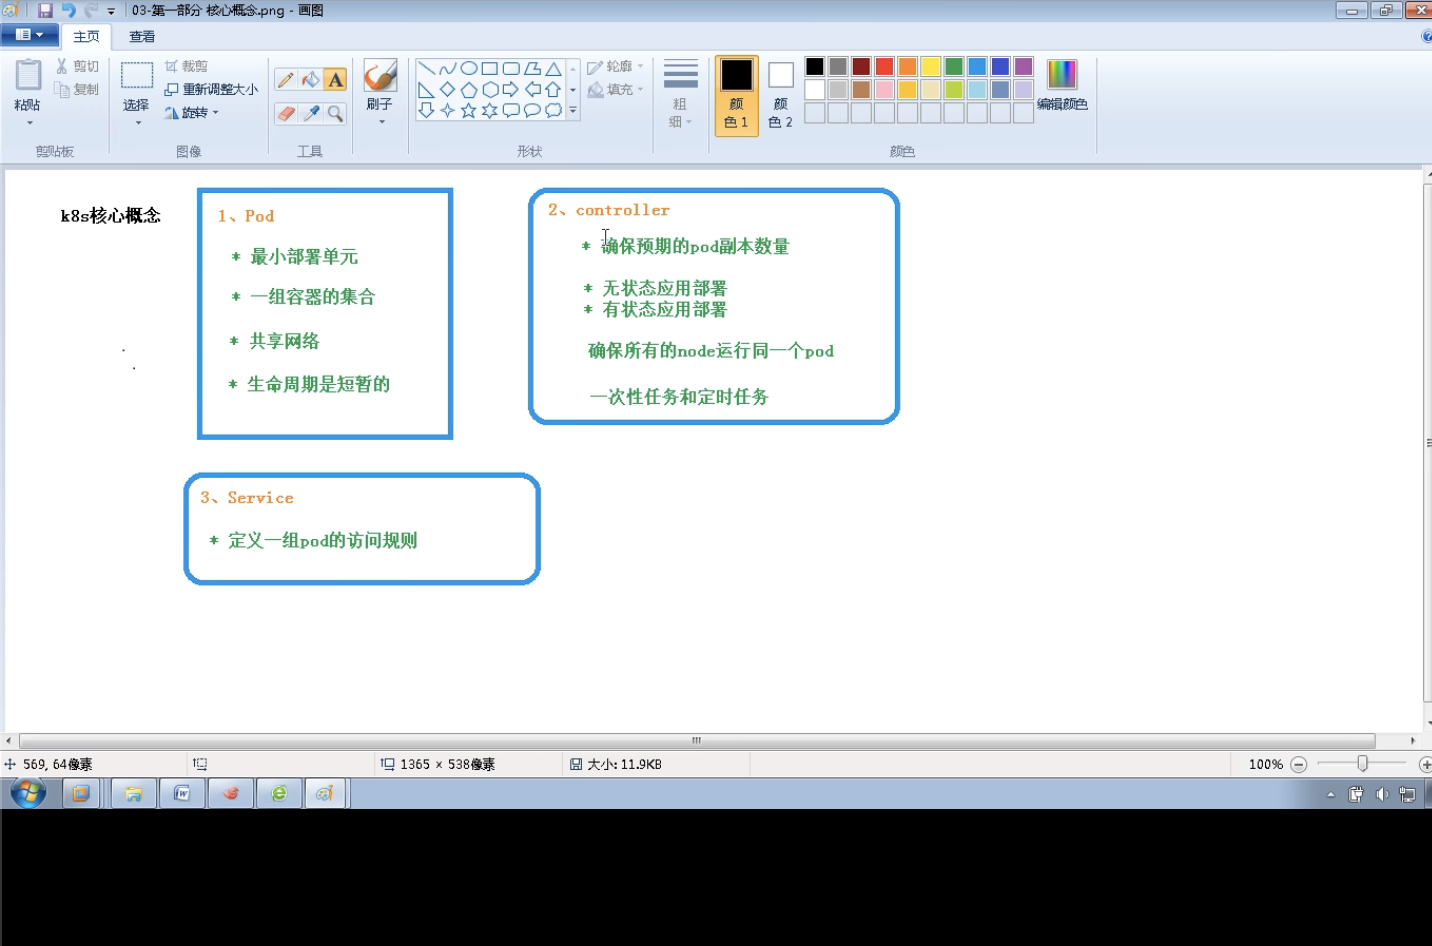 03-第一部分 核心概念.png - 画图
主页
查看
粘贴
剪切
复制
剪贴板
选择
裁剪
重新调整大小
旋转
图像
A
工具
刷子
轮廓
填充
形状
粗细
颜色 1
颜色 2
编辑颜色
颜色
k8s核心概念
1、Pod
* 最小部署单元
* 一组容器的集合
* 共享网络
* 生命周期是短暂的
2、controller
* 确保预期的pod副本数量
* 无状态应用部署
* 有状态应用部署
确保所有的node运行同一个pod
一次性任务和定时任务
3、Service
* 定义一组pod的访问规则
569, 64像素
1365 × 538像素
大小: 11.9KB
100%